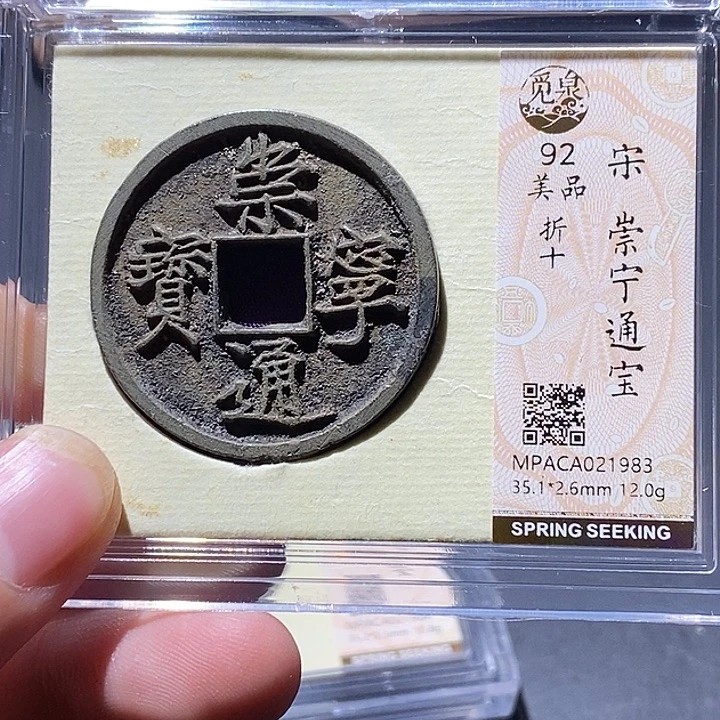 崇寧通寶
觅泉
宋 崇宁通宝
92
美品
折十
MPACA021983
35.1*2.6mm 12.0g
SPRING SEEKING